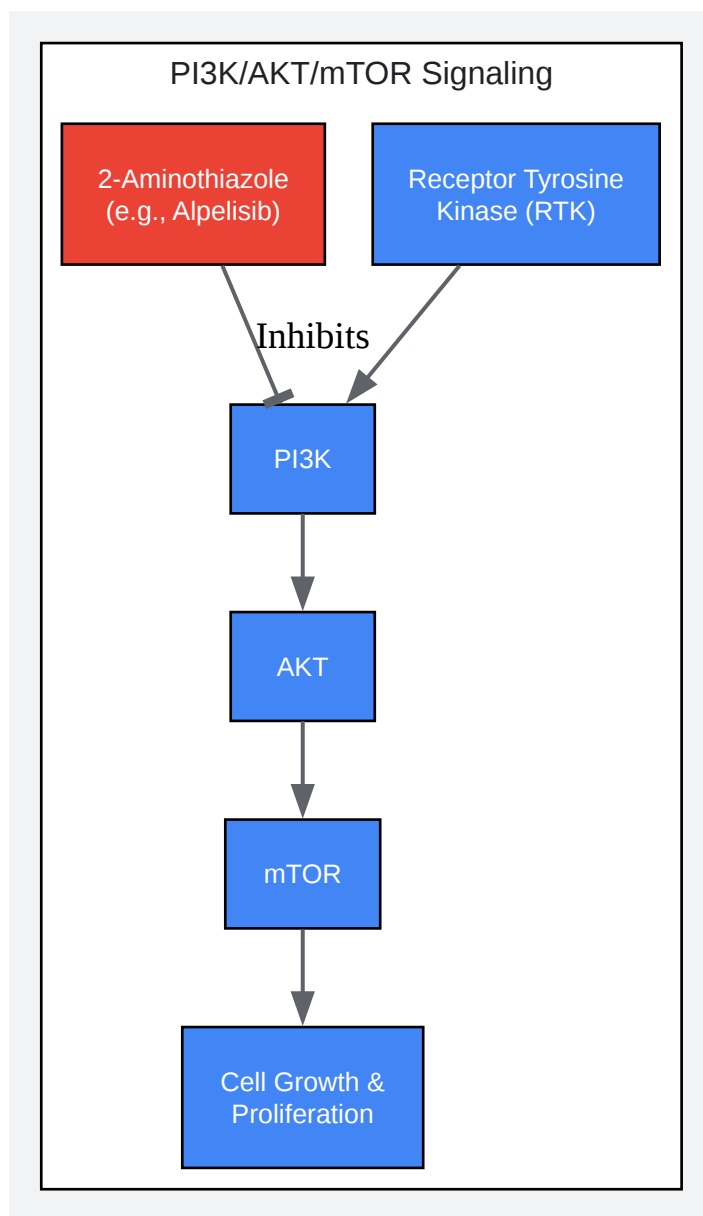 PI3K/AKT/mTOR Signaling
2-Aminothiazole
(e.g., Alpelisib)
Receptor Tyrosine
Kinase (RTK)
Inhibits
PI3K
AKT
mTOR
Cell Growth &
Proliferation